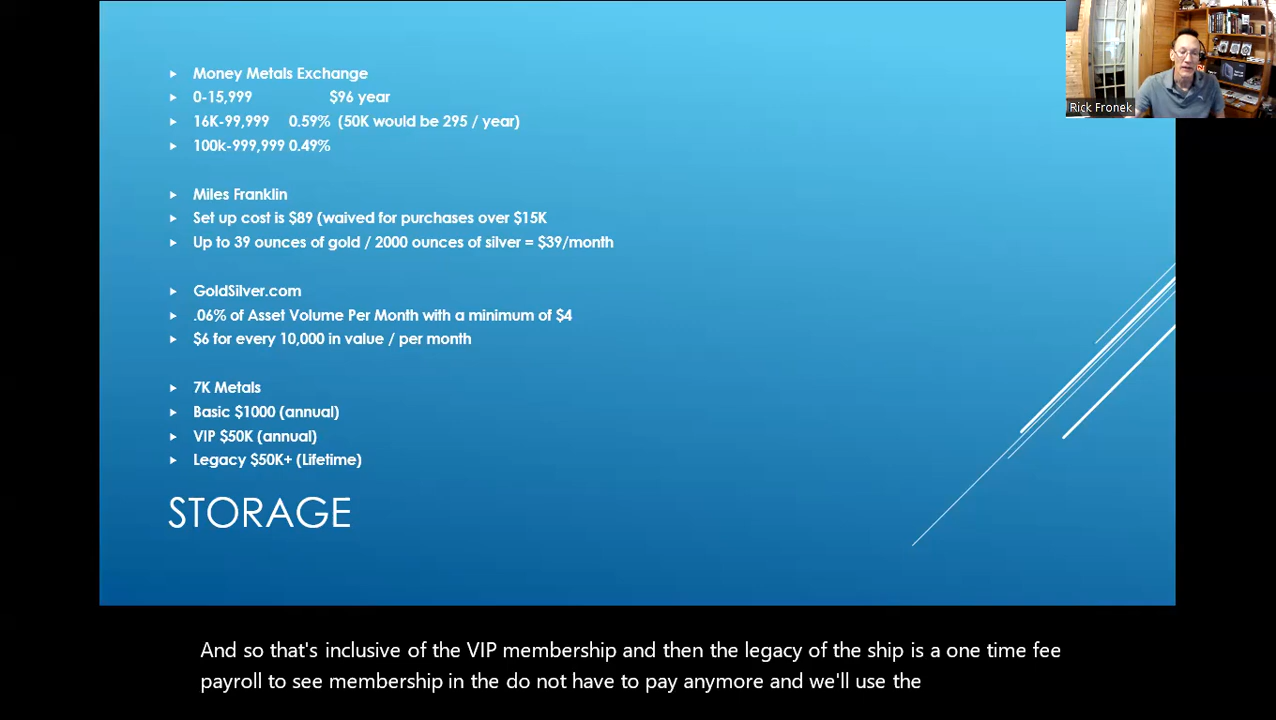 Money Metals Exchange
0-15,999 $96 year
16K-99,999 0.59% (50K would be 295 / year)
100k-999,999 0.49%
Miles Franklin
Set up cost is $89 (waived for purchases over $15K
Up to 39 ounces of gold / 2000 ounces of silver = $39/month
GoldSilver.com
.06% of Asset Volume Per Month with a minimum of $4
$6 for every 10,000 in value / per month
7K Metals
Basic $1000 (annual)
VIP $50K (annual)
Legacy $50K+ (Lifetime)
STORAGE
Rick Fronek
And so that's inclusive of the VIP membership and then the legacy of the ship is a one time fee
payroll to see membership in the do not have to pay anymore and we'll use the